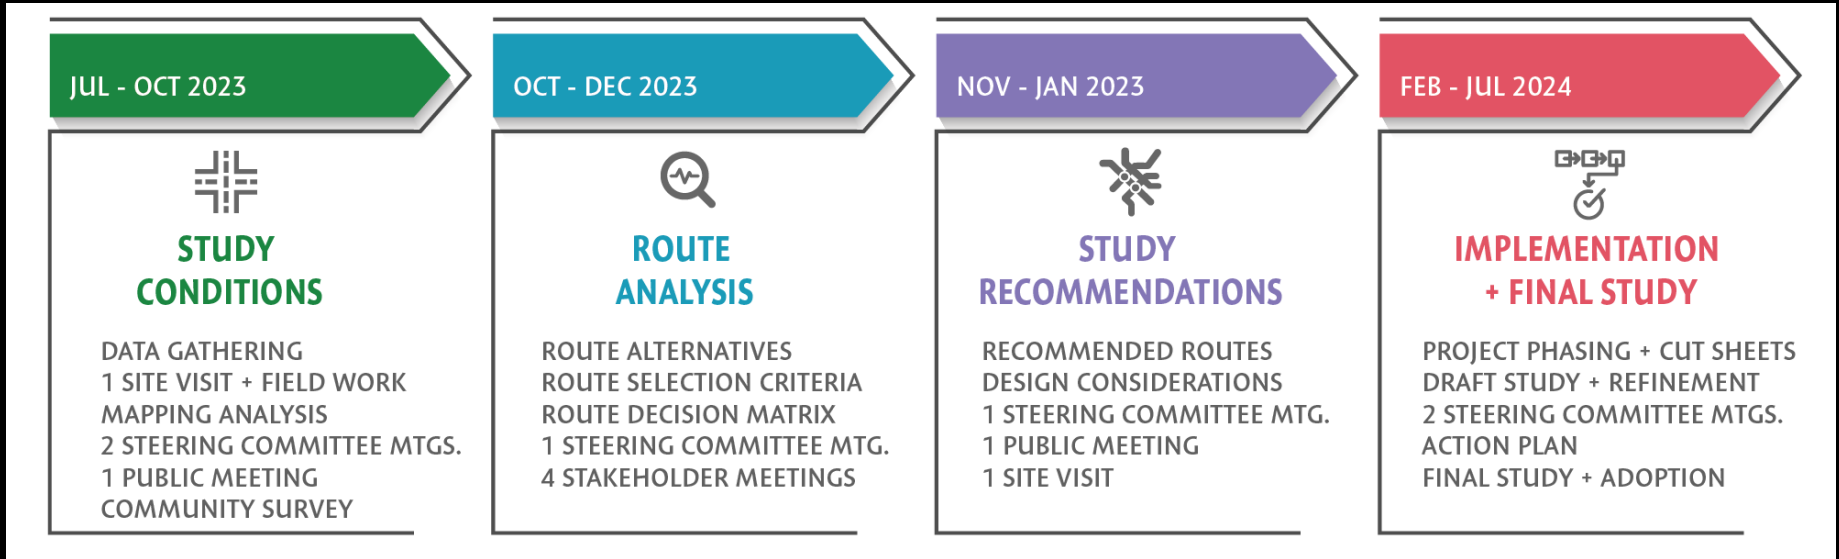 JUL - OCT 2023
STUDY
CONDITIONS
DATA GATHERING
1 SITE VISIT + FIELD WORK
MAPPING ANALYSIS
2 STEERING COMMITTEE MTGS.
1 PUBLIC MEETING
COMMUNITY SURVEY
OCT - DEC 2023
ROUTE
ANALYSIS
ROUTE ALTERNATIVES
ROUTE SELECTION CRITERIA
ROUTE DECISION MATRIX
1 STEERING COMMITTEE MTG.
4 STAKEHOLDER MEETINGS
NOV - JAN 2023
STUDY
RECOMMENDATIONS
RECOMMENDED ROUTES
DESIGN CONSIDERATIONS
1 STEERING COMMITTEE MTG.
1 PUBLIC MEETING
1 SITE VISIT
FEB - JUL 2024
IMPLEMENTATION
+ FINAL STUDY
PROJECT PHASING + CUT SHEETS
DRAFT STUDY + REFINEMENT
2 STEERING COMMITTEE MTGS.
ACTION PLAN
FINAL STUDY + ADOPTION